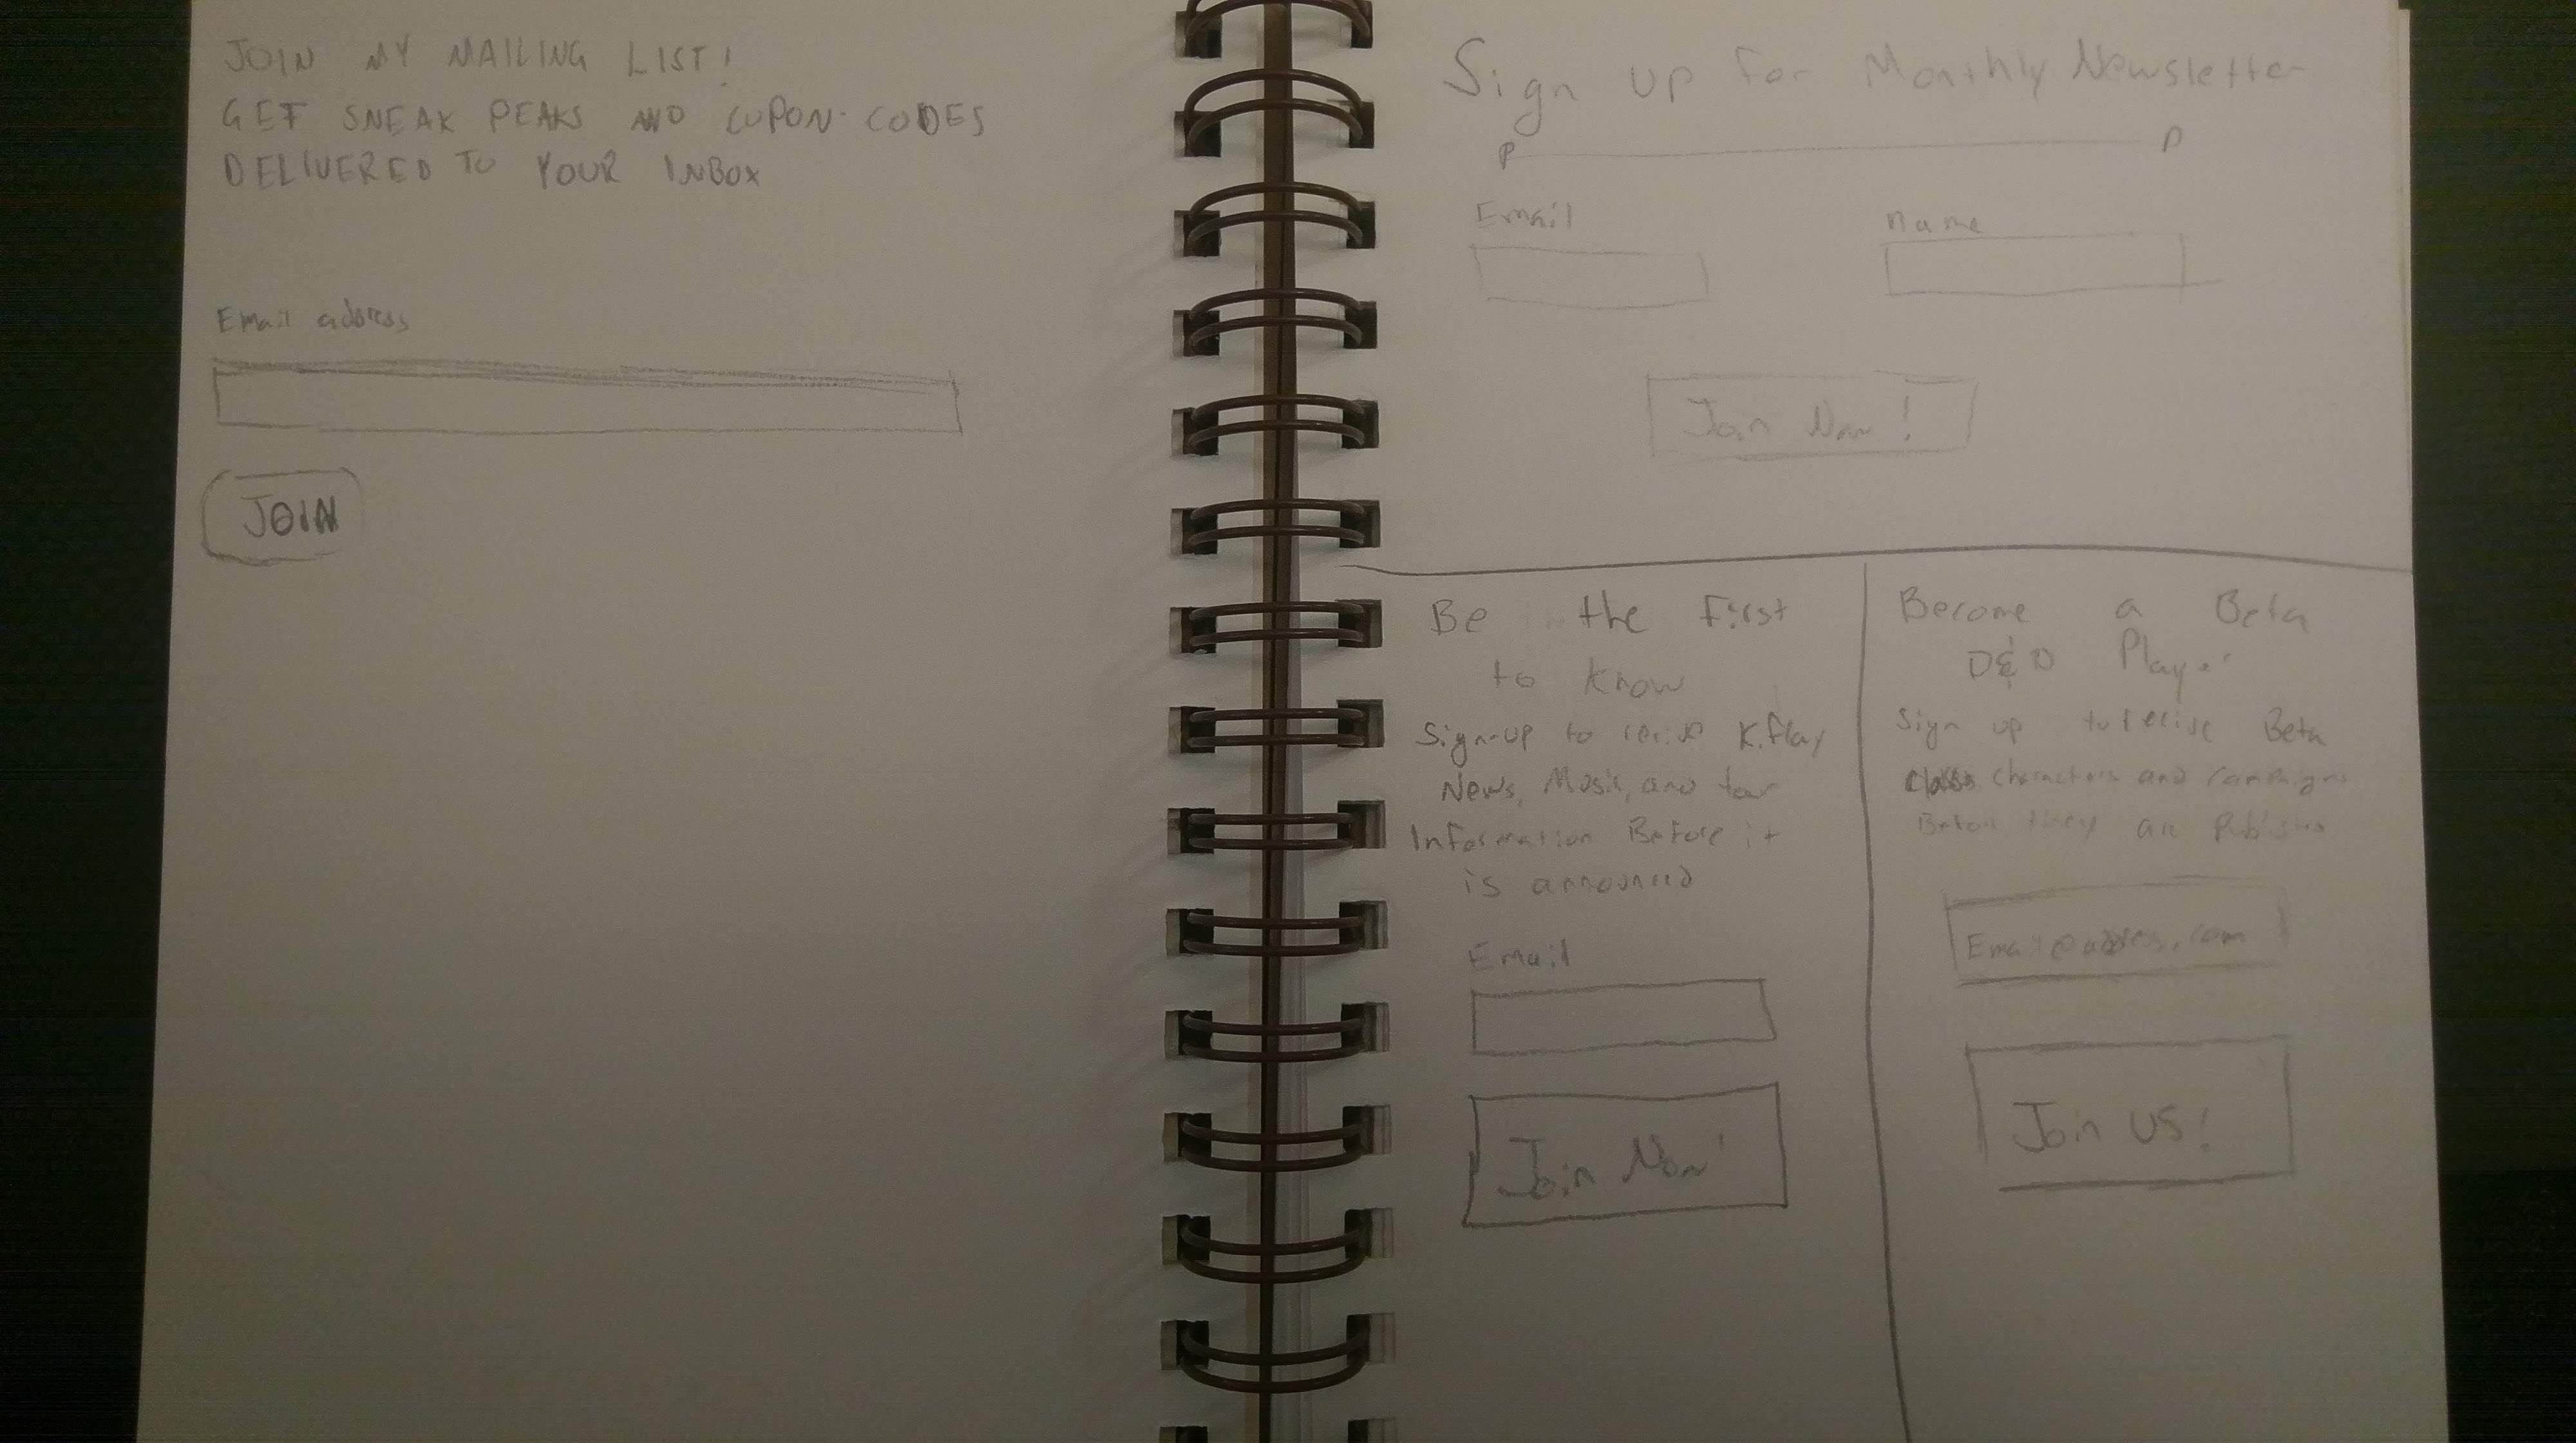 JOIN MY MAILING LIST!
GET SNEAK PEAKS AND CUPON CODES
DELIVERED TO YOUR INBOX
Email address
JOIN
Sign up for Monthly Newsletter
P P
Email name
Join Now!
Be the First
to Know
Sign-up to K.flay
News, Music, and tour
Information Before it
is announced
Email
Join Now!
Become a Beta
D&D Player
Sign up to recive Beta
class characters and campaigns
Before they are
Email@address.com
Join US!